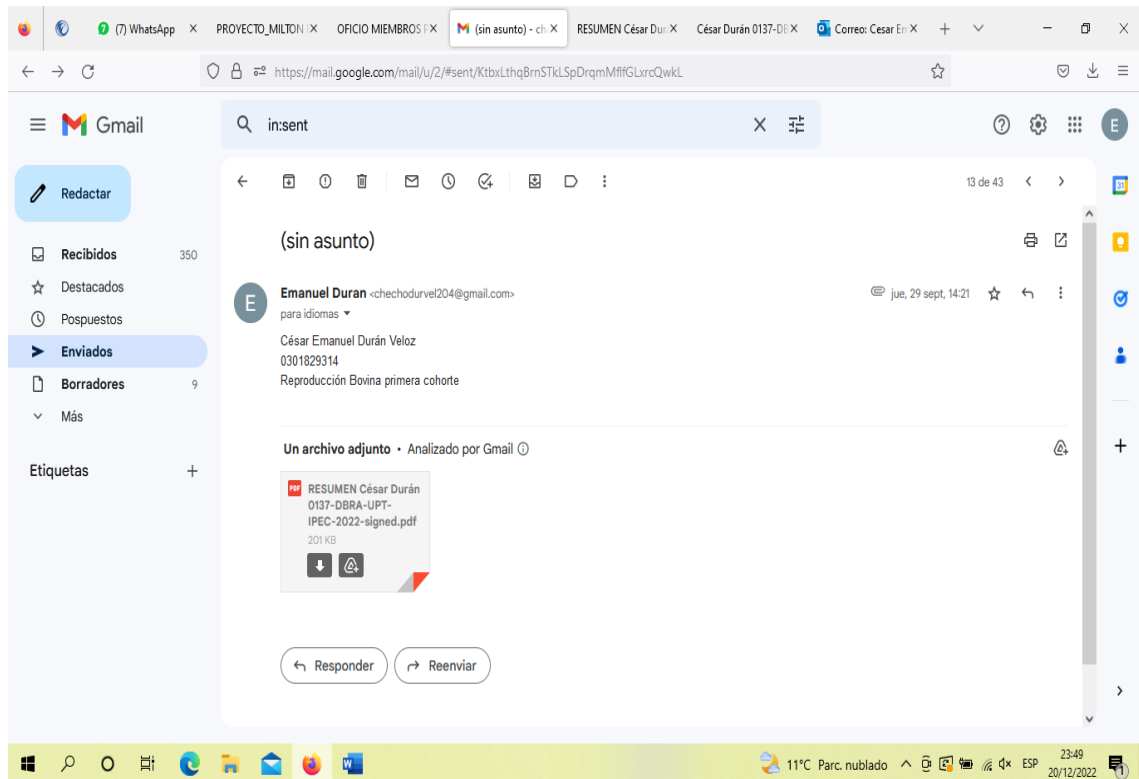 (7) WhatsApp
PROYECTO_MILTON
OFICIO MIEMBROS
(sin asunto) - ch
RESUMEN César Dur
César Durán 0137-DB
Correo: Cesar Em
https://mail.google.com/mail/u/2/#sent/KtbxLthqBrnSTkLSpDrqmMflfGLxrcQwkL
Gmail
in:sent
E
Redactar
13 de 43
31
(sin asunto)
Recibidos 350
Destacados
Pospuestos
Enviados
Borradores 9
Más
Etiquetas
E
Emanuel Duran <chechodurvel204@gmail.com>
jue, 29 sept, 14:21
para idiomas
César Emanuel Durán Veloz
0301829314
Reproducción Bovina primera cohorte
Un archivo adjunto • Analizado por Gmail
PDF
RESUMEN César Durán
0137-DBRA-UPT-
IPEC-2022-signed.pdf
201 KB
Responder
Reenviar
11°C Parc. nublado
ESP
23:49
20/12/2022
1